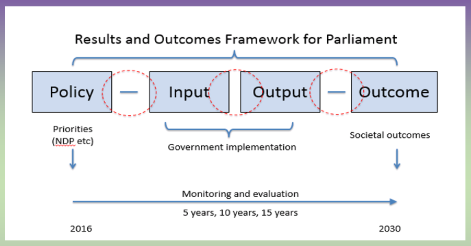 Results and Outcomes Framework for Parliament
Policy — Input Output — Outcome
Priorities
(NDP etc)
Government implementation
Societal outcomes
Monitoring and evaluation
5 years, 10 years, 15 years
2016 2030